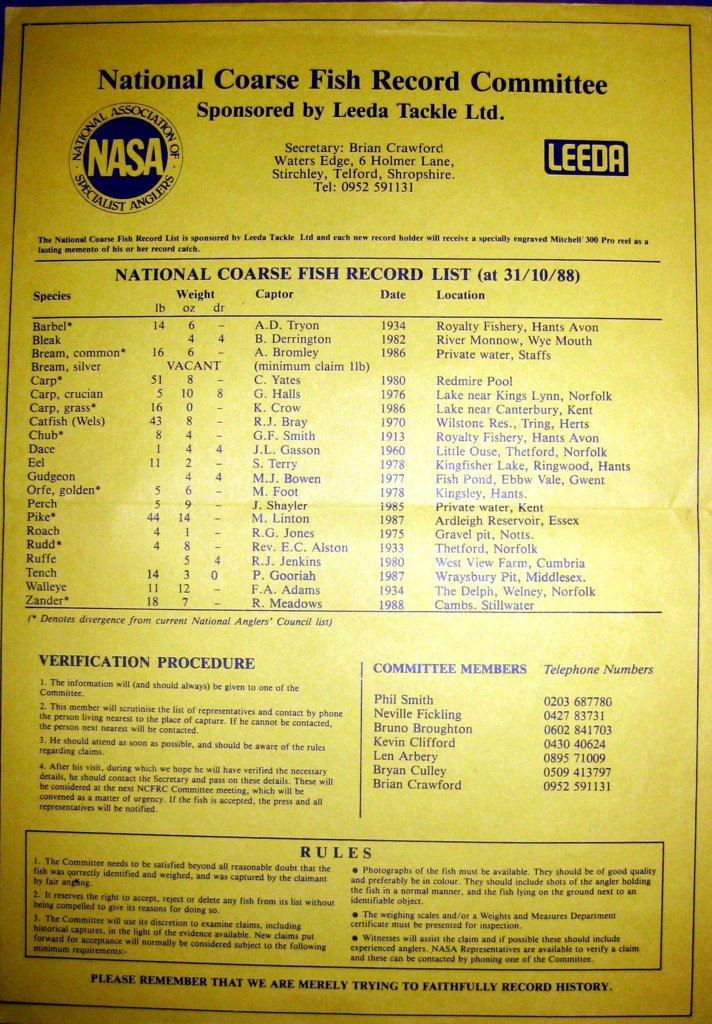 National Coarse Fish Record Committee
Sponsored by Leeda Tackle Ltd.
NATIONAL ASSOCIATION OF SPECIALIST ANGLERS
NASA
Secretary: Brian Crawford
Waters Edge, 6 Holmer Lane,
Stirchley, Telford, Shropshire.
Tel: 0952 591131
LEEDA
The National Coarse Fish Record List is sponsored by Leeda Tackle Ltd and each new record holder will receive a specially engraved Mitchell 300 Pro reel as a
lasting memento of his or her record catch.
NATIONAL COARSE FISH RECORD LIST (at 31/10/88)
Species Weight Captor Date Location
lb oz dr
Barbel* 14 6 – A.D. Tryon 1934 Royalty Fishery, Hants Avon
Bleak 4 4 B. Derrington 1982 River Monnow, Wye Mouth
Bream, common* 16 6 – A. Bromley 1986 Private water, Staffs
Bream, silver VACANT (minimum claim 1lb)
Carp* 51 8 – C. Yates 1980 Redmire Pool
Carp, crucian 5 10 8 G. Halls 1976 Lake near Kings Lynn, Norfolk
Carp, grass* 16 0 – K. Crow 1986 Lake near Canterbury, Kent
Catfish (Wels) 43 8 – R.J. Bray 1970 Wilstone Res., Tring, Herts
Chub* 8 4 – G.F. Smith 1913 Royalty Fishery, Hants Avon
Dace 1 4 4 J.L. Gasson 1960 Little Ouse, Thetford, Norfolk
Eel 11 2 – S. Terry 1978 Kingfisher Lake, Ringwood, Hants
Gudgeon 4 4 M.J. Bowen 1977 Fish Pond, Ebbw Vale, Gwent
Orfe, golden* 5 6 – M. Foot 1978 Kingsley, Hants.
Perch 5 9 – J. Shayler 1985 Private water, Kent
Pike* 44 14 – M. Linton 1987 Ardleigh Reservoir, Essex
Roach 4 1 – R.G. Jones 1975 Gravel pit, Notts.
Rudd* 4 8 – Rev. E.C. Alston 1933 Thetford, Norfolk
Ruffe 5 4 R.J. Jenkins 1980 West View Farm, Cumbria
Tench 14 3 0 P. Gooriah 1987 Wraysbury Pit, Middlesex.
Walleye 11 12 – F.A. Adams 1934 The Delph, Welney, Norfolk
Zander* 18 7 – R. Meadows 1988 Cambs. Stillwater
(* Denotes divergence from current National Anglers' Council list)
VERIFICATION PROCEDURE
1. The information will (and should always) be given to one of the
Committee.
2. This member will scrutinise the list of representatives and contact by phone
the person living nearest to the place of capture. If he cannot be contacted,
the person next nearest will be contacted.
3. He should attend as soon as possible, and should be aware of the rules
regarding claims.
4. After his visit, during which we hope he will have verified the necessary
details, he should contact the Secretary and pass on these details. These will
be considered at the next NCFRC Committee meeting, which will be
convened as a matter of urgency. If the fish is accepted, the press and all
representatives will be notified.
COMMITTEE MEMBERS Telephone Numbers
Phil Smith 0203 687780
Neville Fickling 0427 83731
Bruno Broughton 0602 841703
Kevin Clifford 0430 40624
Len Arbery 0895 71009
Bryan Culley 0509 413797
Brian Crawford 0952 591131
RULES
1. The Committee needs to be satisfied beyond all reasonable doubt that the
fish was correctly identified and weighed, and was captured by the claimant
by fair angling.
2. It reserves the right to accept, reject or delete any fish from its list without
being compelled to give its reasons for doing so.
3. The Committee will use its discretion to examine claims, including
historical captures, in the light of the evidence available. New claims put
forward for acceptance will normally be considered subject to the following
minimum requirements:-
● Photographs of the fish must be available. They should be of good quality
and preferably be in colour. They should include shots of the angler holding
the fish in a normal manner, and the fish lying on the ground next to an
identifiable object.
● The weighing scales and/or a Weights and Measures Department
certificate must be presented for inspection.
● Witnesses will assist the claim and if possible these should include
experienced anglers. NASA Representatives are available to verify a claim
and these can be contacted by phoning one of the Committee.
PLEASE REMEMBER THAT WE ARE MERELY TRYING TO FAITHFULLY RECORD HISTORY.